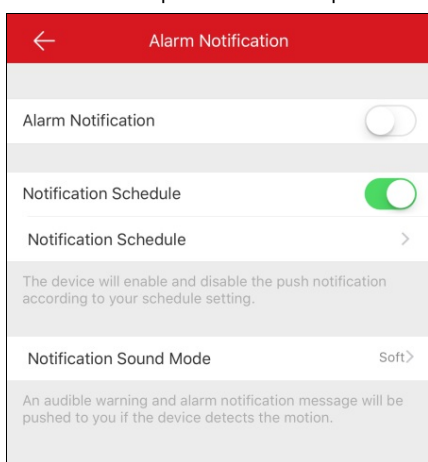 Alarm Notification
Alarm Notification
Notification Schedule
Notification Schedule
The device will enable and disable the push notification
according to your schedule setting.
Notification Sound Mode Soft
An audible warning and alarm notification message will be
pushed to you if the device detects the motion.